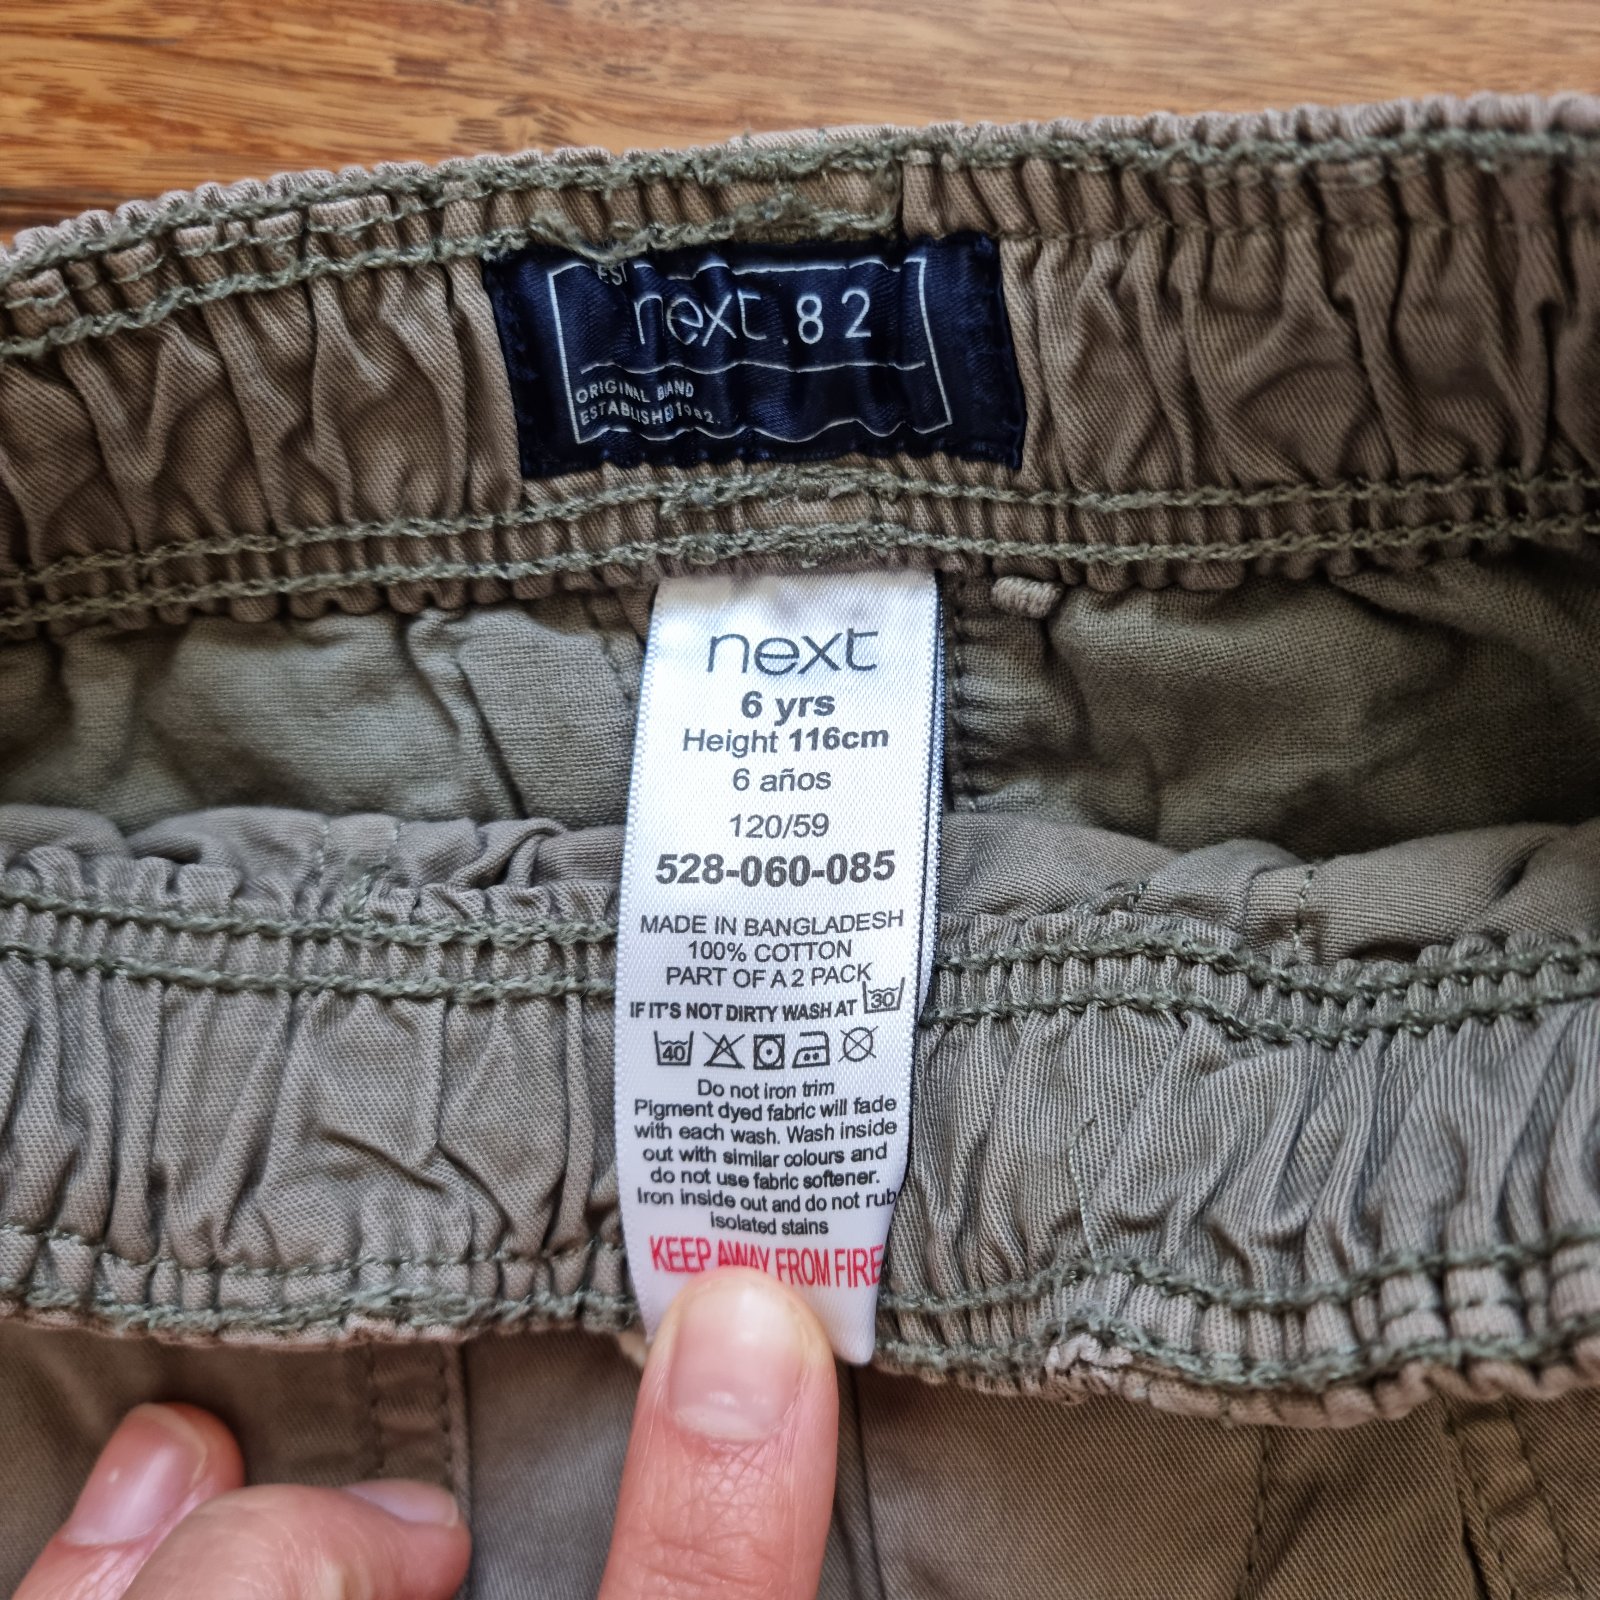 EST
next.82
ORIGINAL BRAND
ESTABLISHED 1982.
next
6 yrs
Height 116cm
6 años
120/59
528-060-085
MADE IN BANGLADESH
100% COTTON
PART OF A 2 PACK
IF IT'S NOT DIRTY WASH AT 30
40
Do not iron trim
Pigment dyed fabric will fade
with each wash. Wash inside
out with similar colours and
do not use fabric softener.
Iron inside out and do not rub
isolated stains
KEEP AWAY FROM FIRE